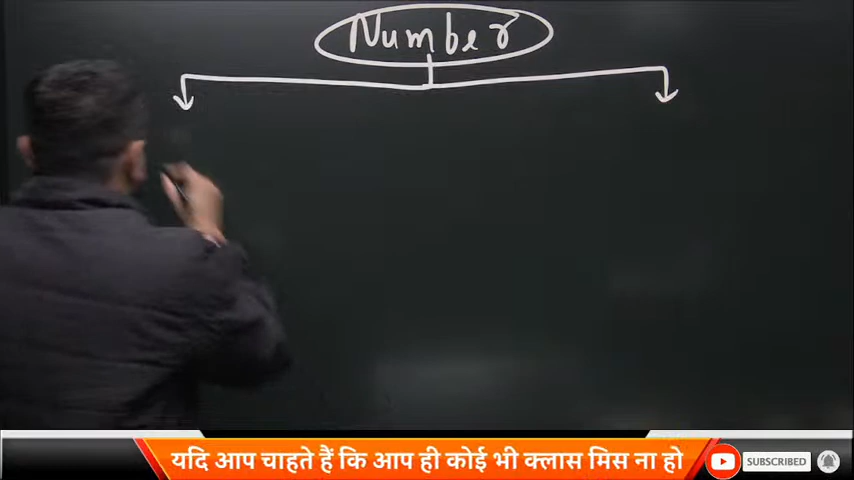 Number
यदि आप चाहते हैं कि आप ही कोई भी क्लास मिस ना हो
SUBSCRIBED